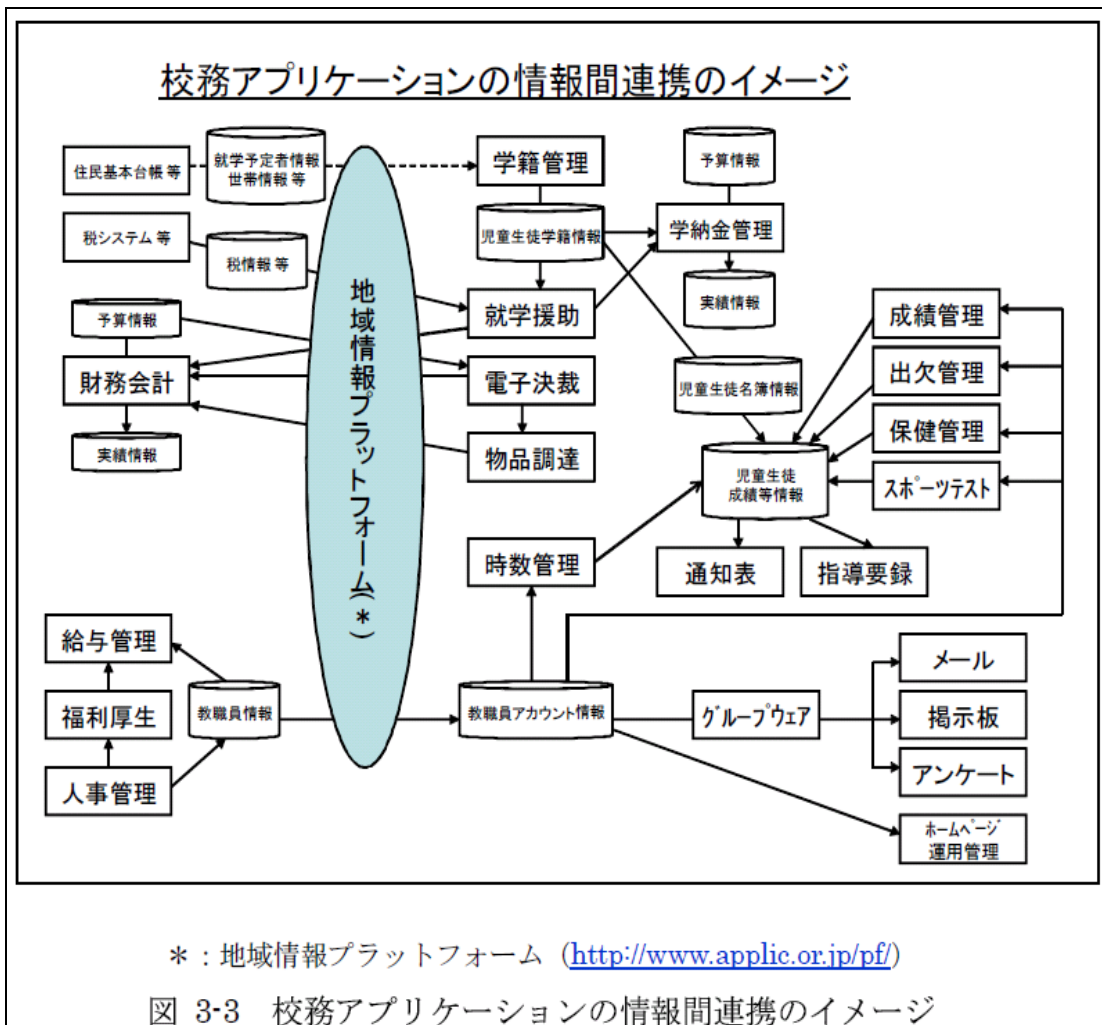 校務アプリケーションの情報間連携のイメージ
住民基本台帳 等
就学予定者情報
世帯情報 等
学籍管理
予算情報
税システム 等
税情報 等
児童生徒学籍情報
学納金管理
予算情報
就学援助
実績情報
財務会計
電子決裁
実績情報
物品調達
地域情報プラットフォーム(*)
児童生徒名簿情報
成績管理
出欠管理
保健管理
スポーツテスト
児童生徒
成績等情報
時数管理
通知表
指導要録
給与管理
福利厚生
人事管理
教職員情報
教職員アカウント情報
グループウェア
メール
掲示板
アンケート
ホームページ
運用管理
*:地域情報プラットフォーム (http://www.applic.or.jp/pf/)
図 3-3 校務アプリケーションの情報間連携のイメージ